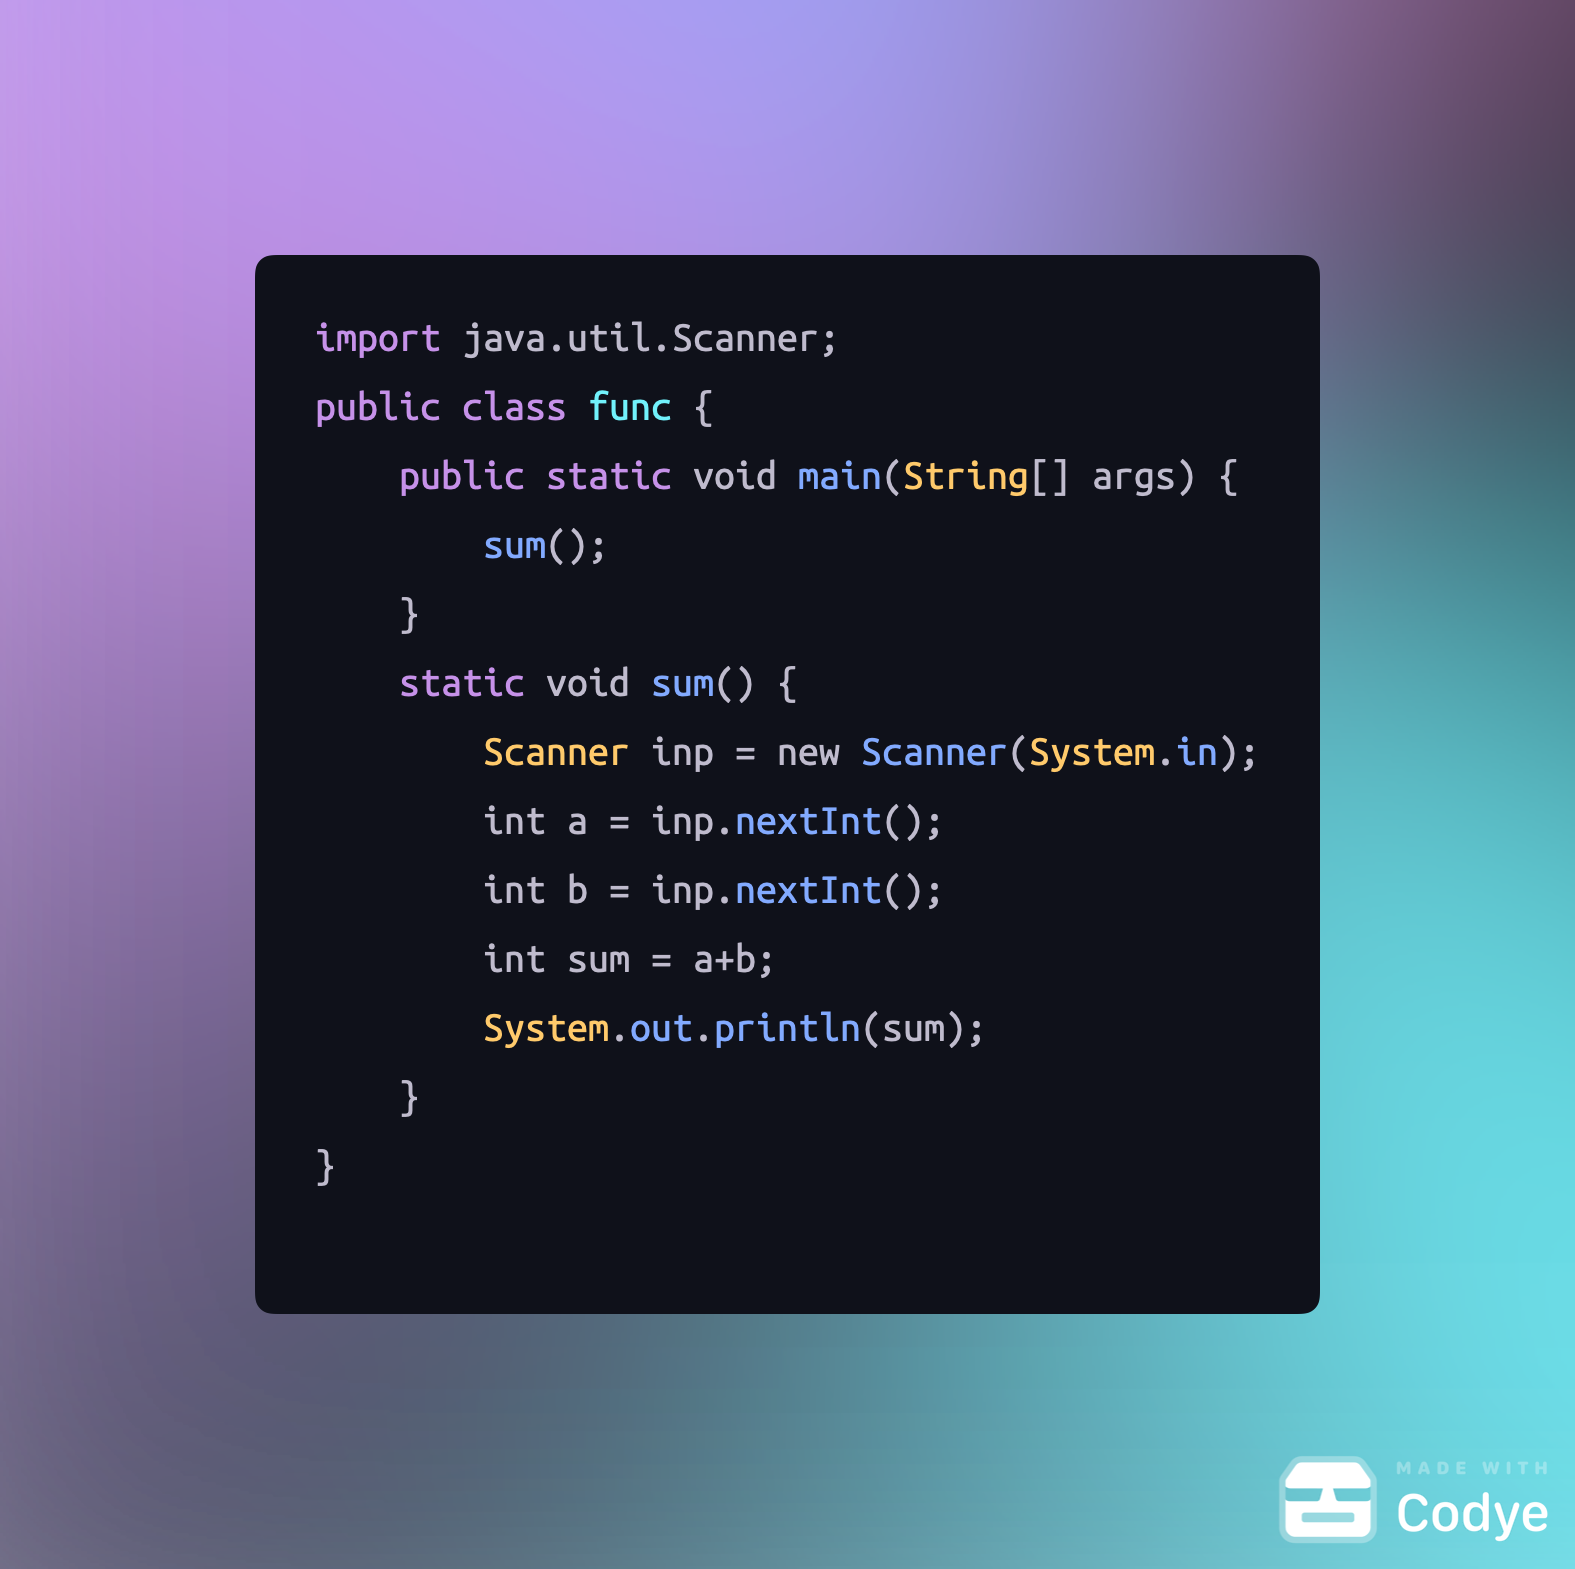 import java.util.Scanner;
public class func {
    public static void main(String[] args) {
        sum();
    }
    static void sum() {
        Scanner inp = new Scanner(System.in);
        int a = inp.nextInt();
        int b = inp.nextInt();
        int sum = a+b;
        System.out.println(sum);
    }
}
MADE WITH
Codye